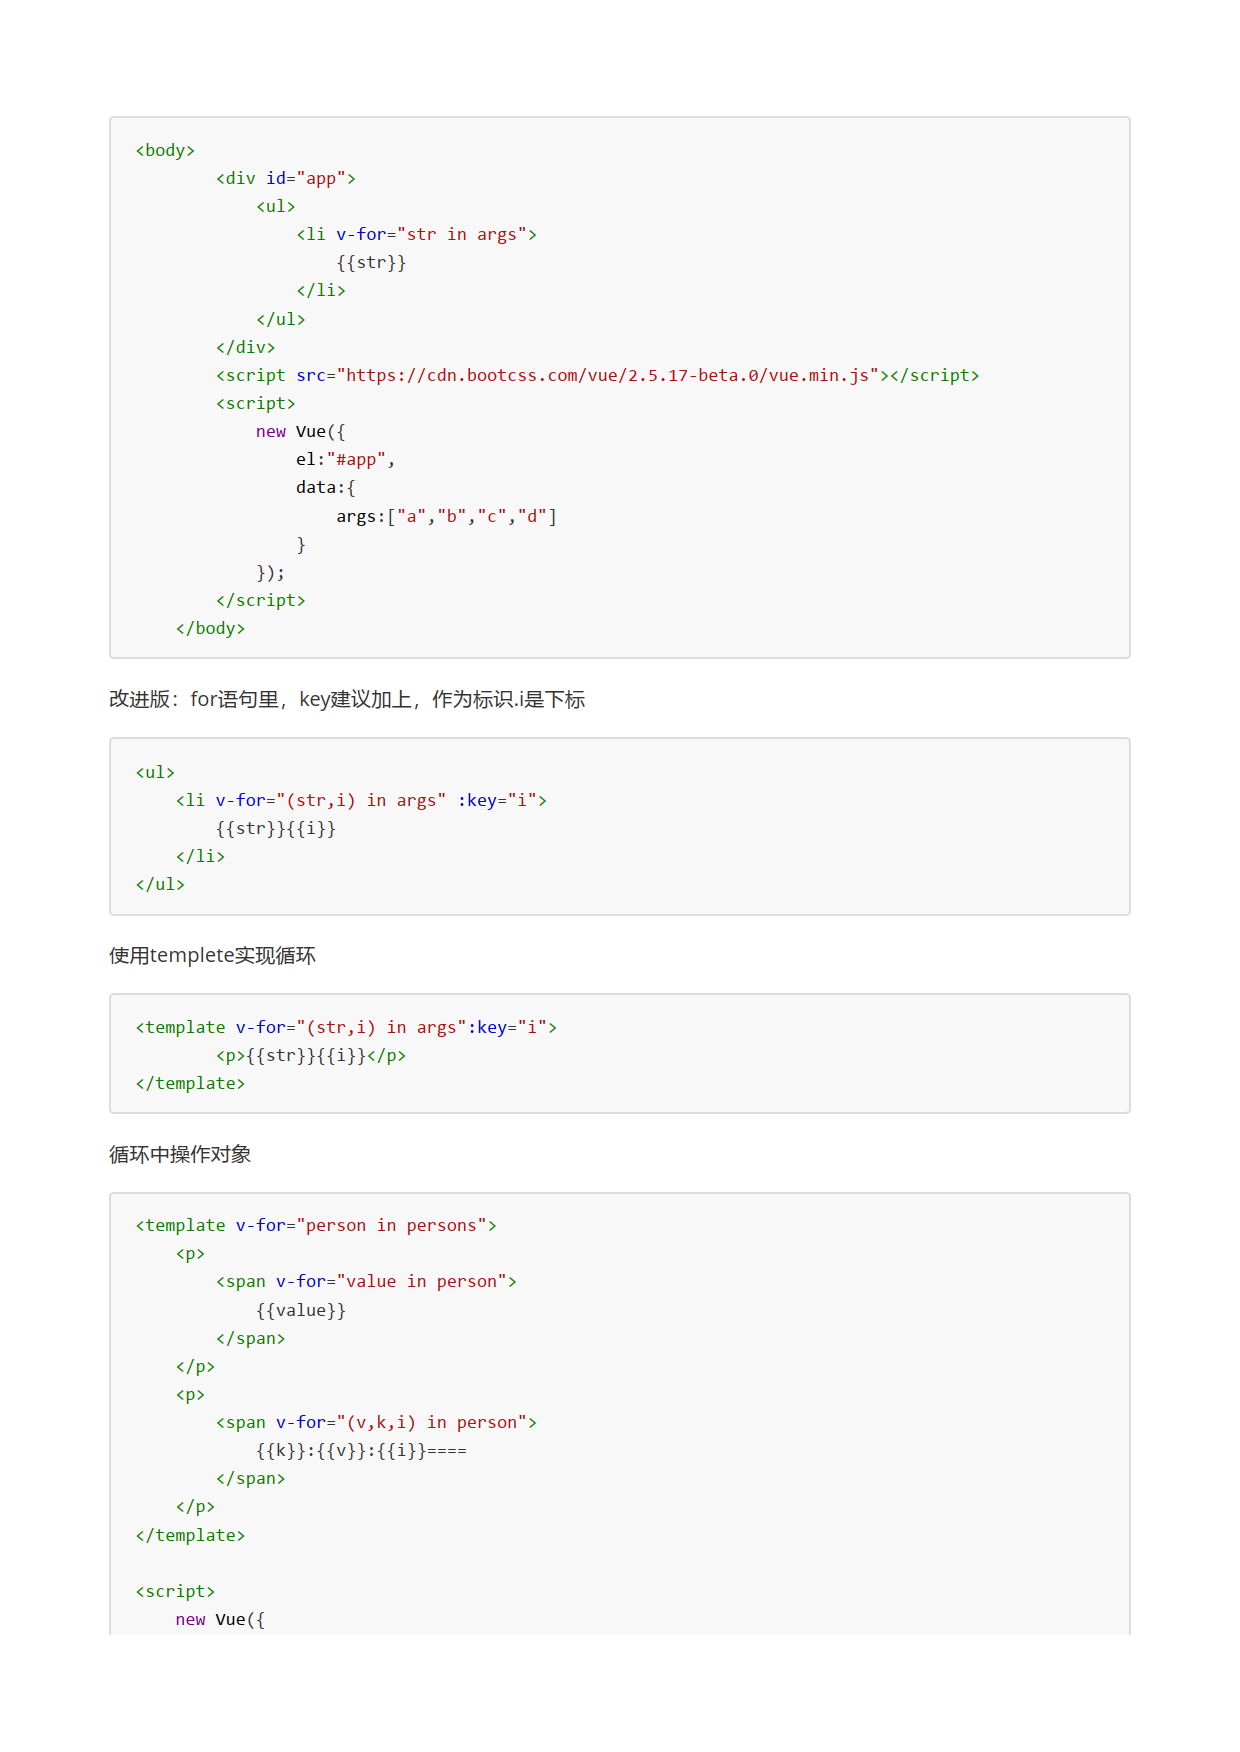 <body>
        <div id="app">
            <ul>
                <li v-for="str in args">
                    {{str}}
                </li>
            </ul>
        </div>
        <script src="https://cdn.bootcss.com/vue/2.5.17-beta.0/vue.min.js"></script>
        <script>
            new Vue({
                el:"#app",
                data:{
                    args:["a","b","c","d"]
                }
            });
        </script>
    </body>
改进版：for语句里，key建议加上，作为标识.i是下标
<ul>
    <li v-for="(str,i) in args" :key="i">
        {{str}}{{i}}
    </li>
</ul>
使用templete实现循环
<template v-for="(str,i) in args":key="i">
        <p>{{str}}{{i}}</p>
</template>
循环中操作对象
<template v-for="person in persons">
    <p>
        <span v-for="value in person">
            {{value}}
        </span>
    </p>
    <p>
        <span v-for="(v,k,i) in person">
            {{k}}:{{v}}:{{i}}====
        </span>
    </p>
</template>
<script>
    new Vue({